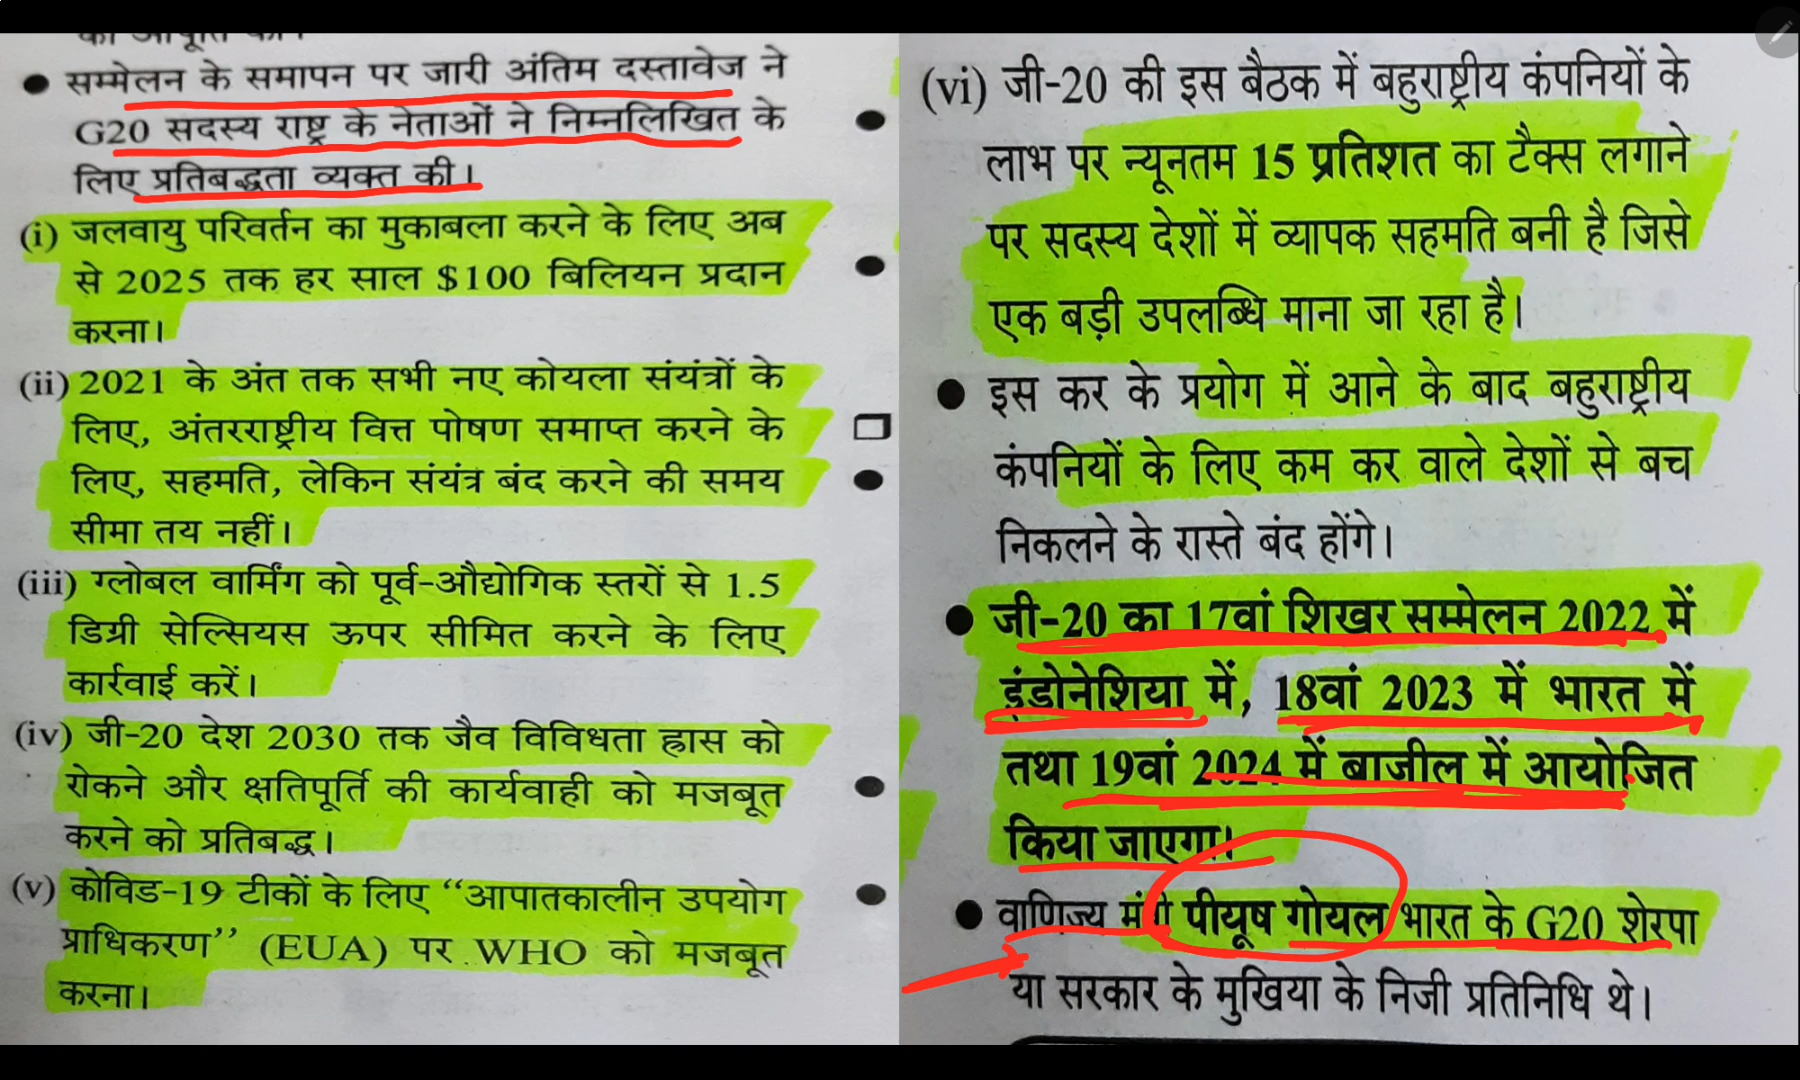 ● सम्मेलन के समापन पर जारी अंतिम दस्तावेज ने
G20 सदस्य राष्ट्र के नेताओं ने निम्नलिखित के
लिए प्रतिबद्धता व्यक्त की।
(i) जलवायु परिवर्तन का मुकाबला करने के लिए अब
से 2025 तक हर साल $100 बिलियन प्रदान
करना।
(ii) 2021 के अंत तक सभी नए कोयला संयंत्रों के
लिए, अंतरराष्ट्रीय वित्त पोषण समाप्त करने के
लिए, सहमति, लेकिन संयंत्र बंद करने की समय
सीमा तय नहीं।
(iii) ग्लोबल वार्मिंग को पूर्व-औद्योगिक स्तरों से 1.5
डिग्री सेल्सियस ऊपर सीमित करने के लिए
कार्रवाई करें।
(iv) जी-20 देश 2030 तक जैव विविधता ह्रास को
रोकने और क्षतिपूर्ति की कार्यवाही को मजबूत
करने को प्रतिबद्ध।
(v) कोविड-19 टीकों के लिए “आपातकालीन उपयोग
प्राधिकरण” (EUA) पर WHO को मजबूत
करना।
(vi) जी-20 की इस बैठक में बहुराष्ट्रीय कंपनियों के
लाभ पर न्यूनतम 15 प्रतिशत का टैक्स लगाने
पर सदस्य देशों में व्यापक सहमति बनी है जिसे
एक बड़ी उपलब्धि माना जा रहा है।
● इस कर के प्रयोग में आने के बाद बहुराष्ट्रीय
कंपनियों के लिए कम कर वाले देशों से बच
निकलने के रास्ते बंद होंगे।
● जी-20 का 17वां शिखर सम्मेलन 2022 में
इंडोनेशिया में, 18वां 2023 में भारत में
तथा 19वां 2024 में बाजील में आयोजित
किया जाएगा।
● वाणिज्य मंत्री पीयूष गोयल भारत के G20 शेरपा
या सरकार के मुखिया के निजी प्रतिनिधि थे।